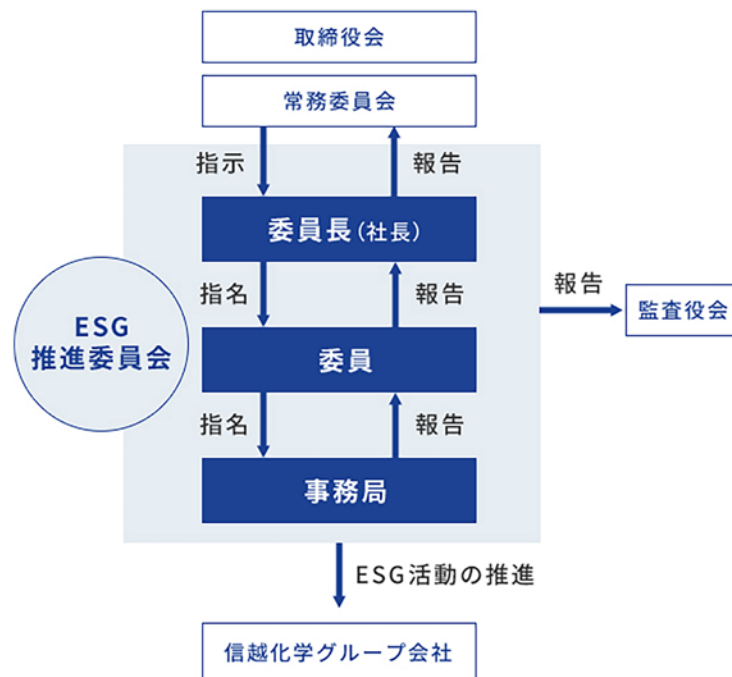 取締役会
常務委員会
指示
報告
委員長（社長）
指名
報告
報告
監査役会
ESG
推進委員会
委員
指名
報告
事務局
ESG活動の推進
信越化学グループ会社